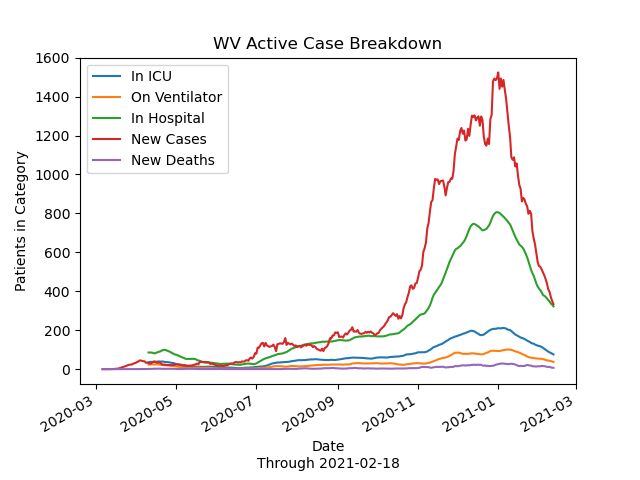 WV Active Case Breakdown
1600
1400
1200
1000
800
600
400
200
0
Patients in Category
In ICU
On Ventilator
In Hospital
New Cases
New Deaths
2020-03
2020-05
2020-07
2020-09
2020-11
2021-01
2021-03
Date
Through 2021-02-18